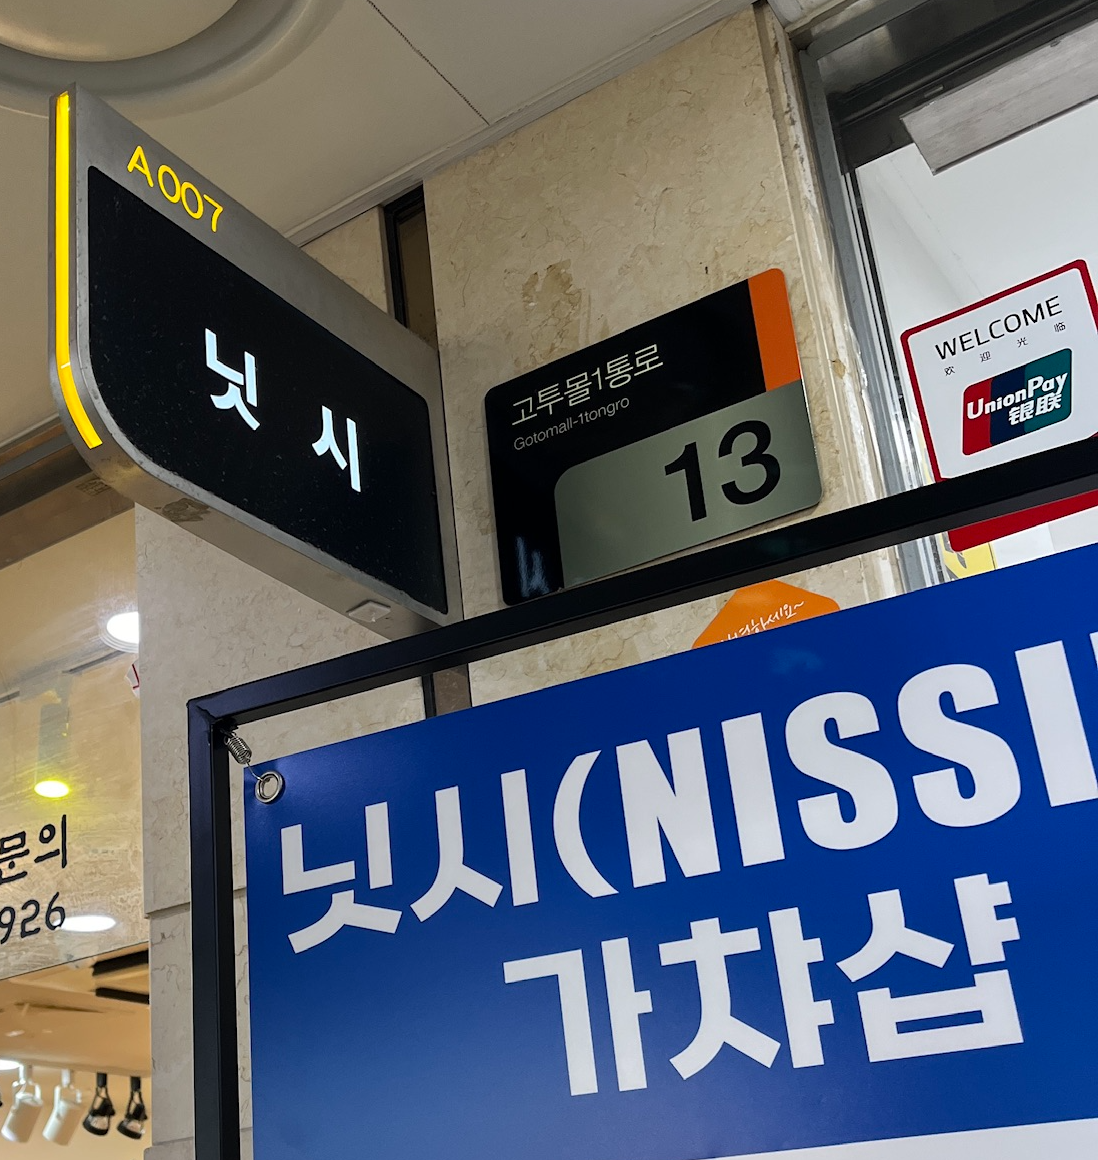 A007
닛 시
고투몰1통로
Gotomall-1tongro
13
WELCOME
欢 迎 光 临
UnionPay
银联
닛시(NISSI
가챠샵
문의
926